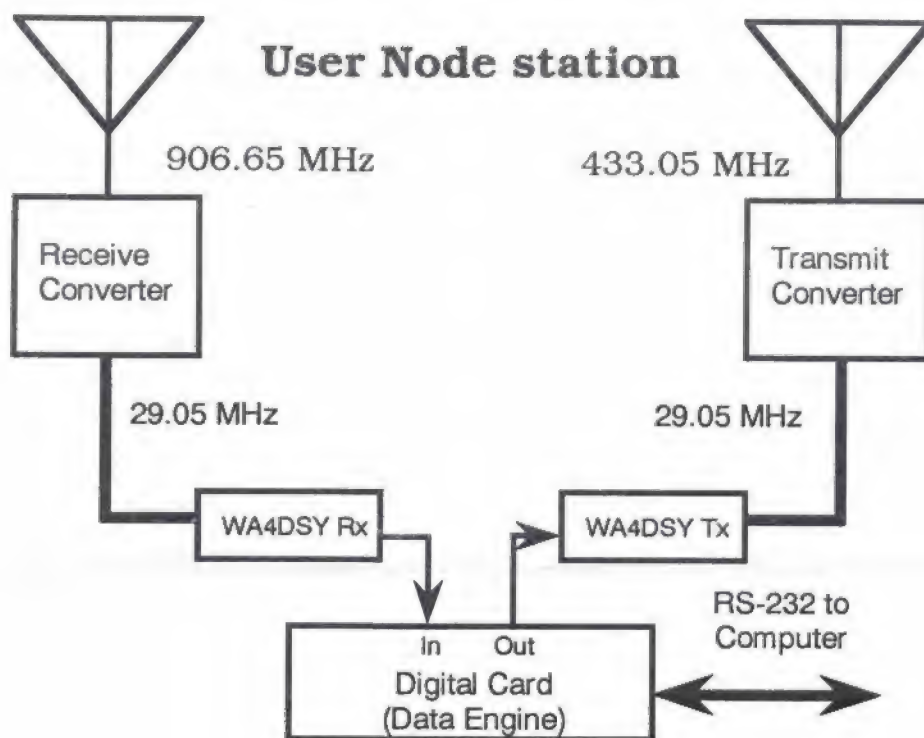 User Node station
906.65 MHz
433.05 MHz
Receive
Converter
Transmit
Converter
29.05 MHz
29.05 MHz
WA4DSY Rx
WA4DSY Tx
RS-232 to
Computer
In
Out
Digital Card
(Data Engine)